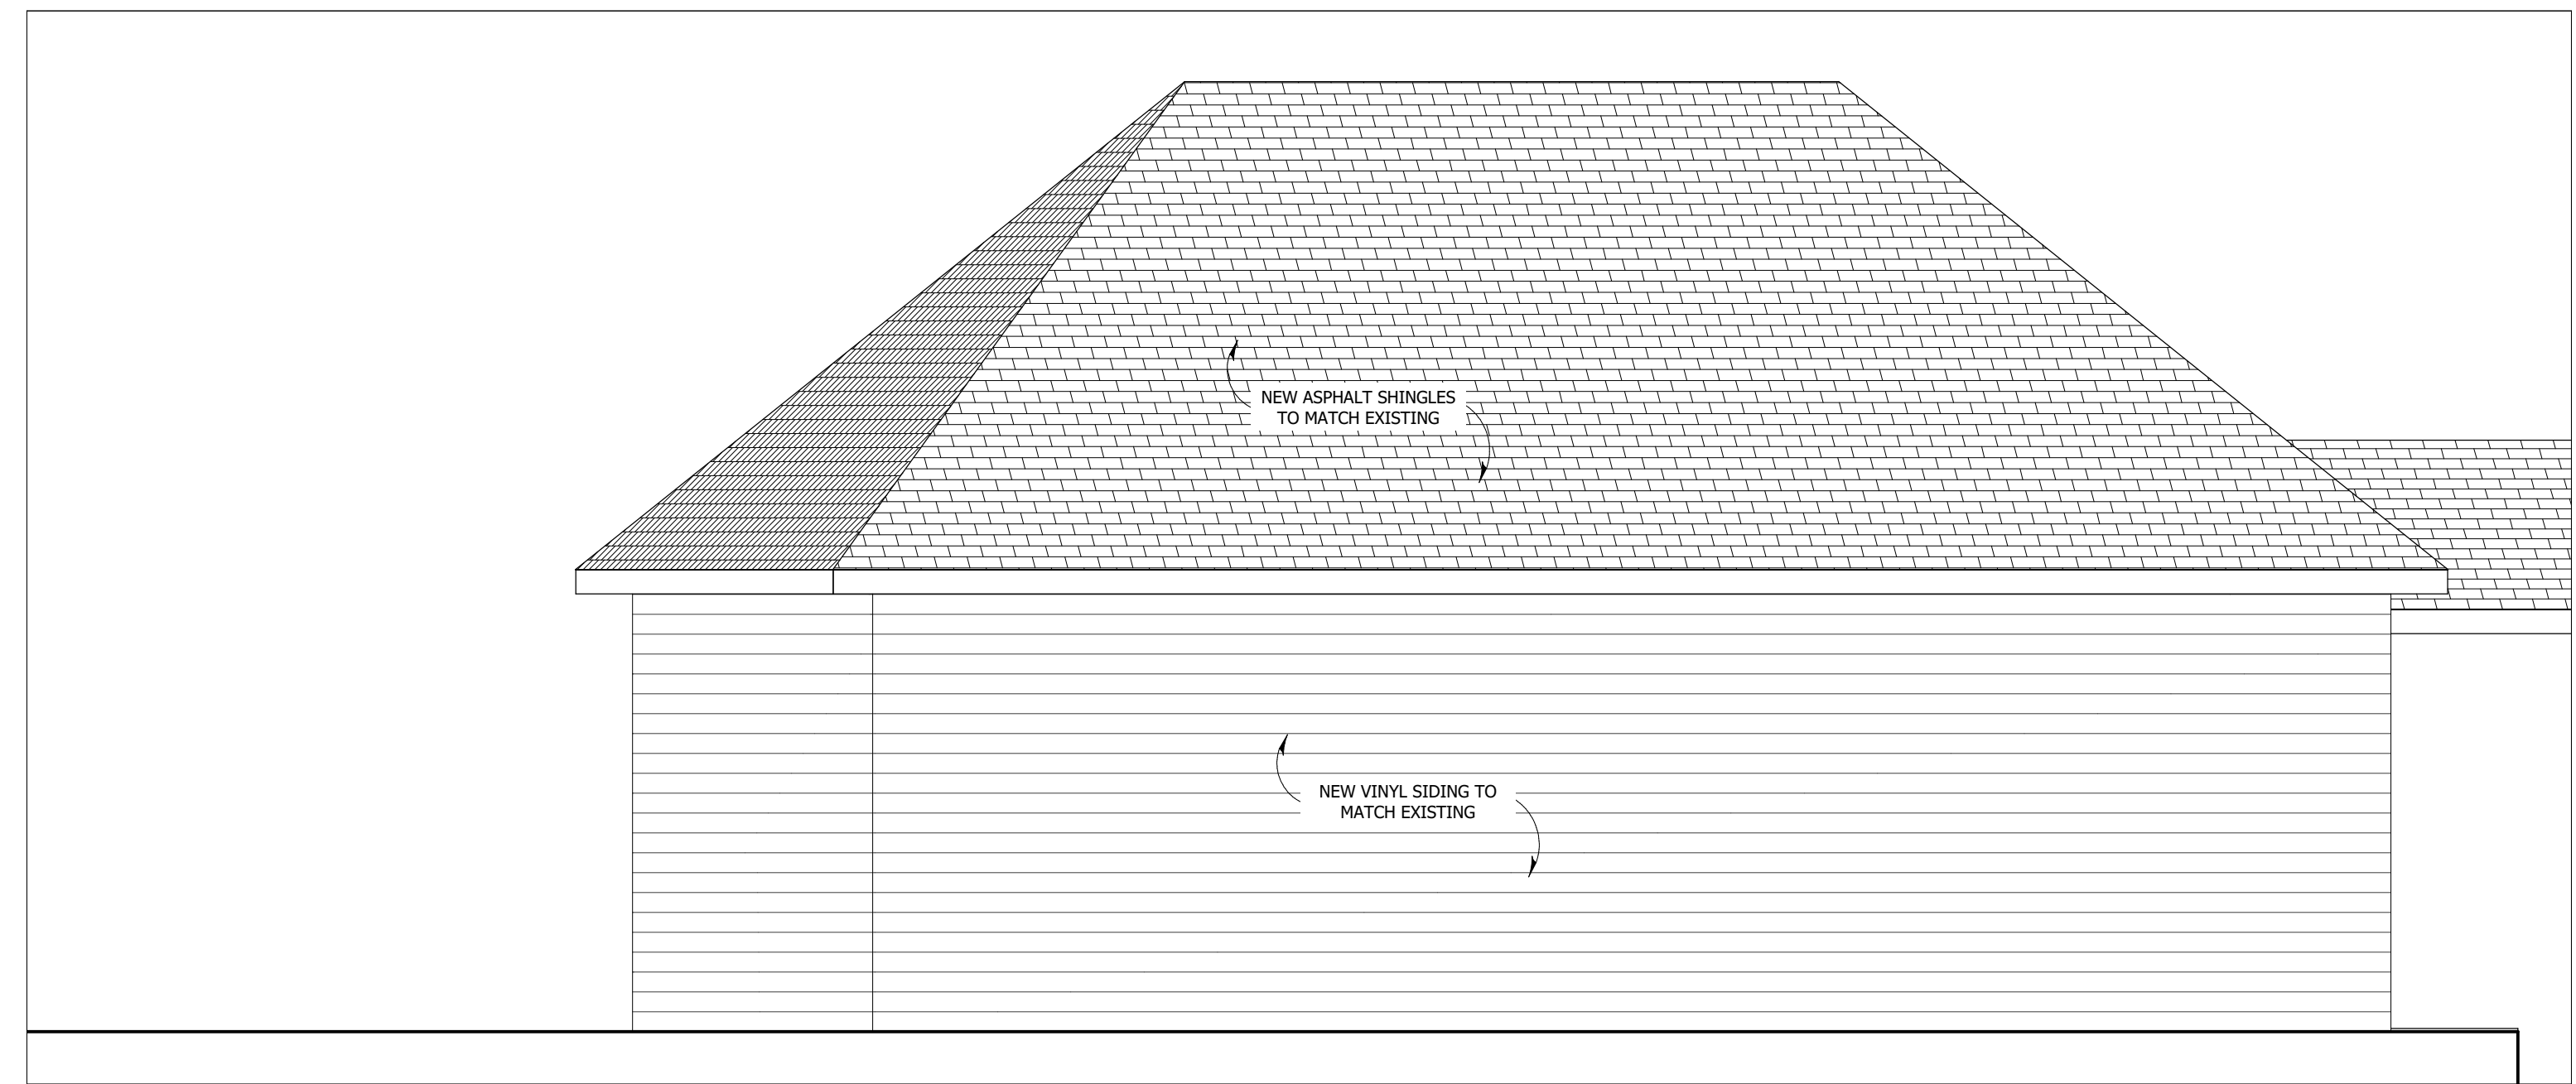 NEW ASPHALT SHINGLES
TO MATCH EXISTING
NEW VINYL SIDING TO
MATCH EXISTING